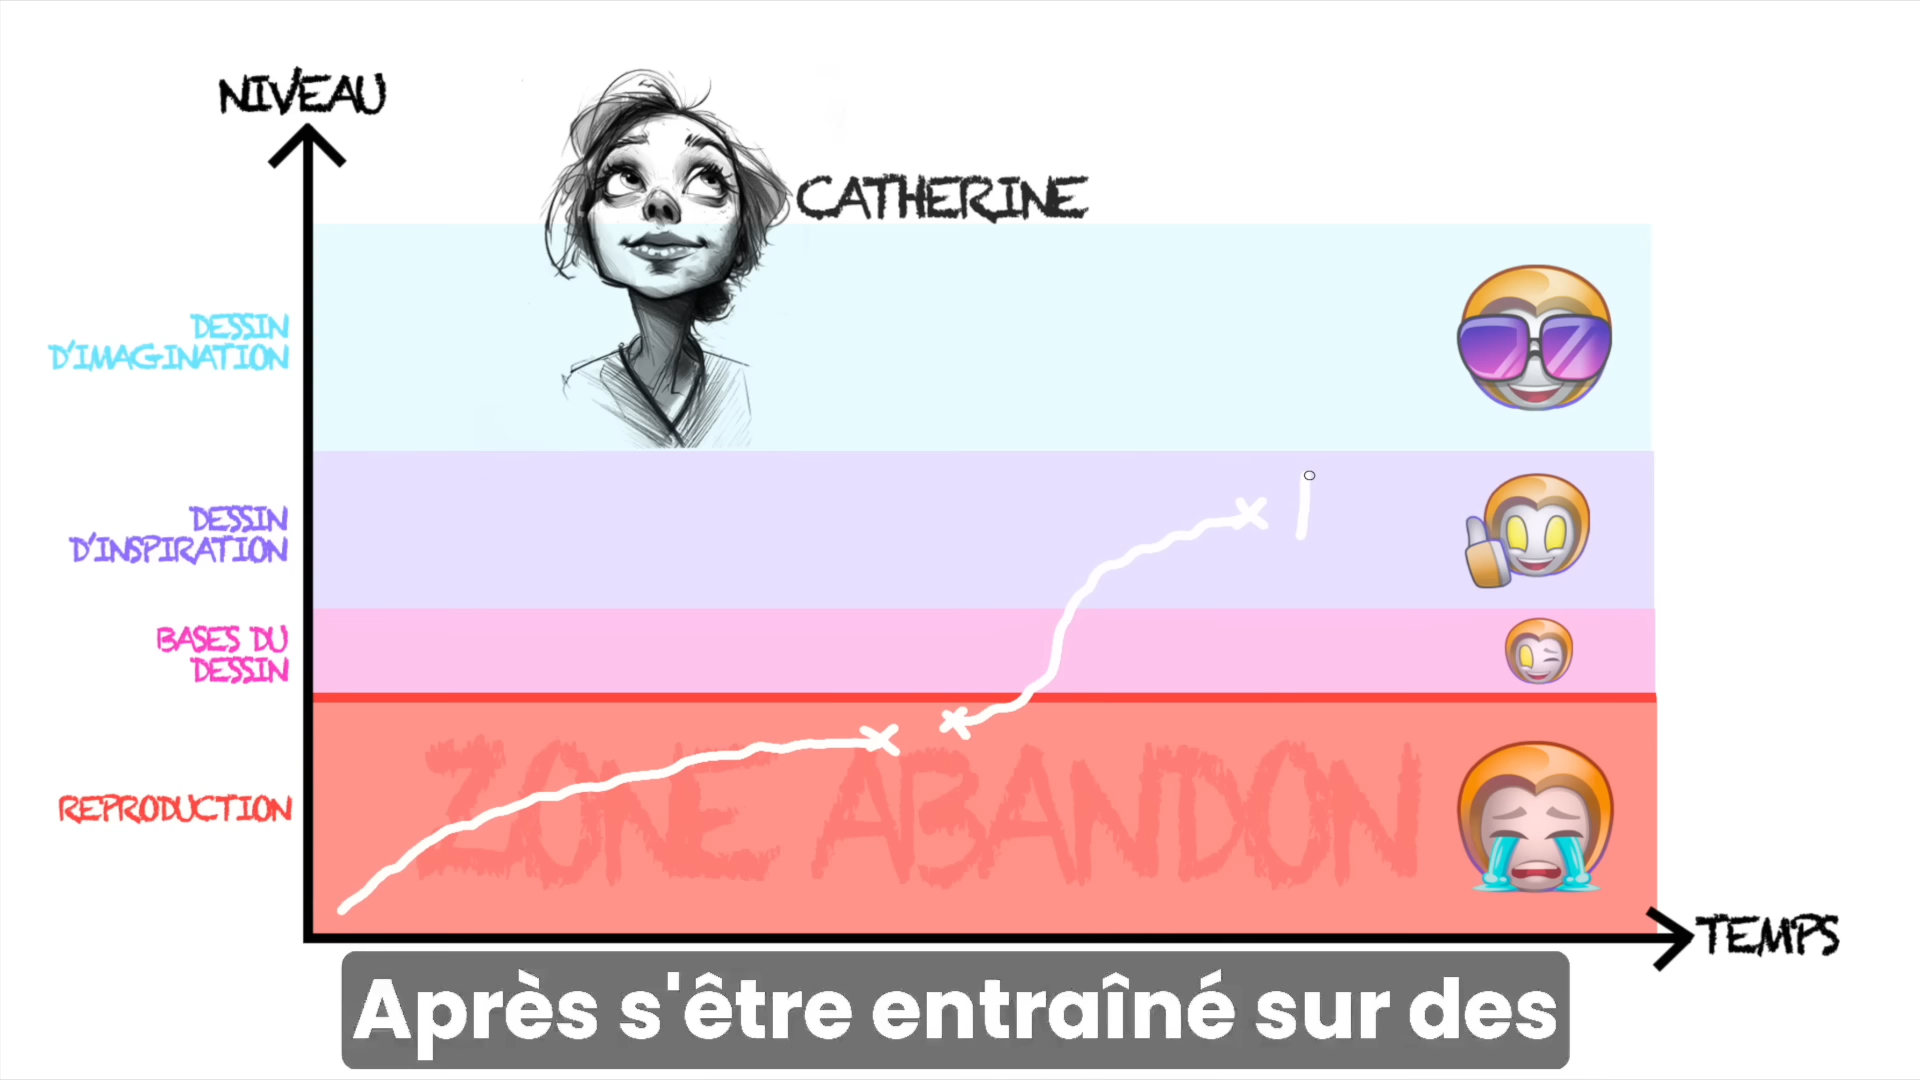 NIVEAU
CATHERINE
DESSIN
D'IMAGINATION
DESSIN
D'INSPIRATION
BASES DU
DESSIN
REPRODUCTION
ZONE ABANDON
TEMPS
Après s'être entraîné sur des